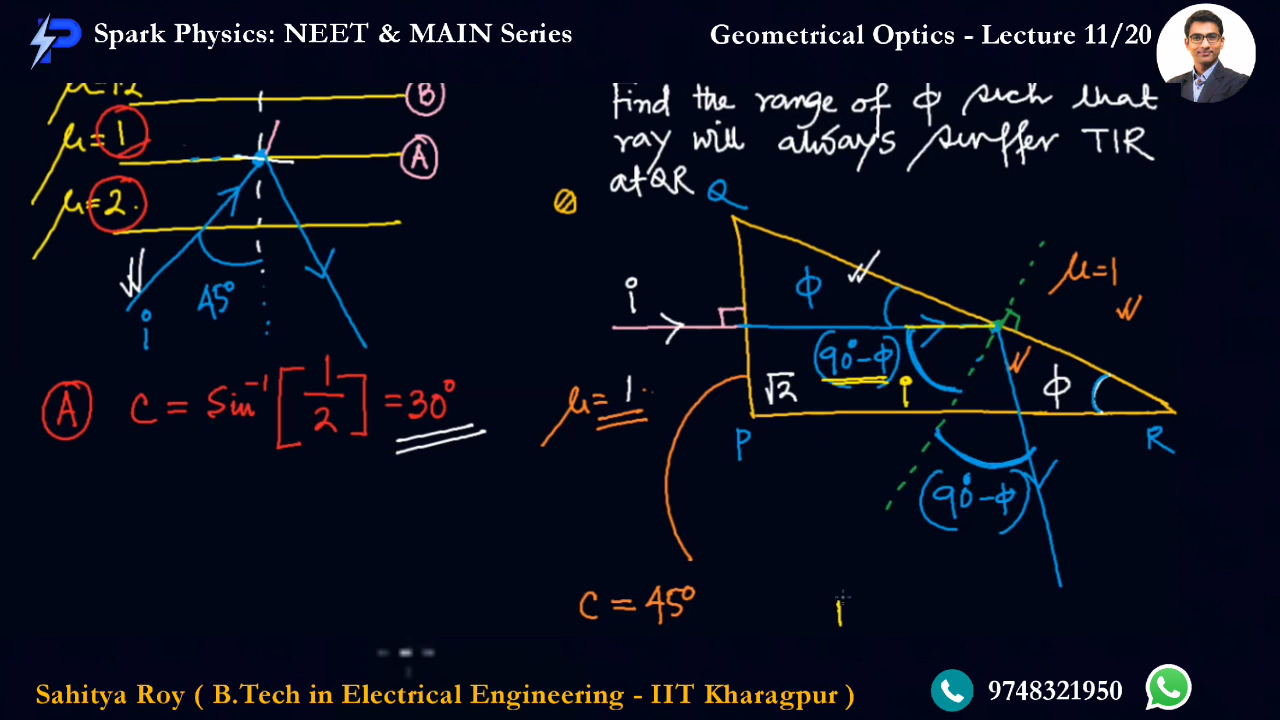 Spark Physics: NEET & MAIN Series
Geometrical Optics - Lecture 11/20
B
μ= 1
A
μ= 2.
45°
i
(A) C = Sin⁻¹ [1/2] = 30°
find the range of φ such that
ray will always suffer TIR
at QR
Q
φ
μ=1
i
(90°-φ)
i
√2
φ
μ= 1.
P
R
(90°-φ)
C = 45°
Sahitya Roy ( B.Tech in Electrical Engineering - IIT Kharagpur )
9748321950